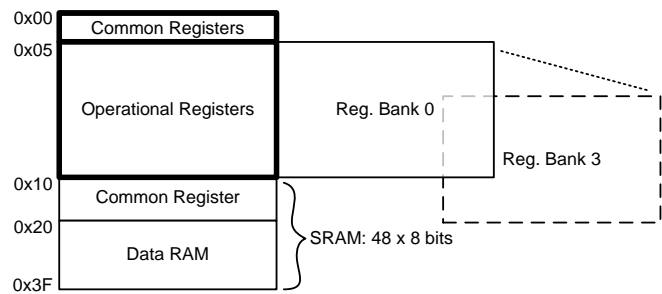 0x00
Common Registers
0x05
Operational Registers
Reg. Bank 0
Reg. Bank 3
0x10
Common Register
0x20
SRAM: 48 x 8 bits
Data RAM
0x3F